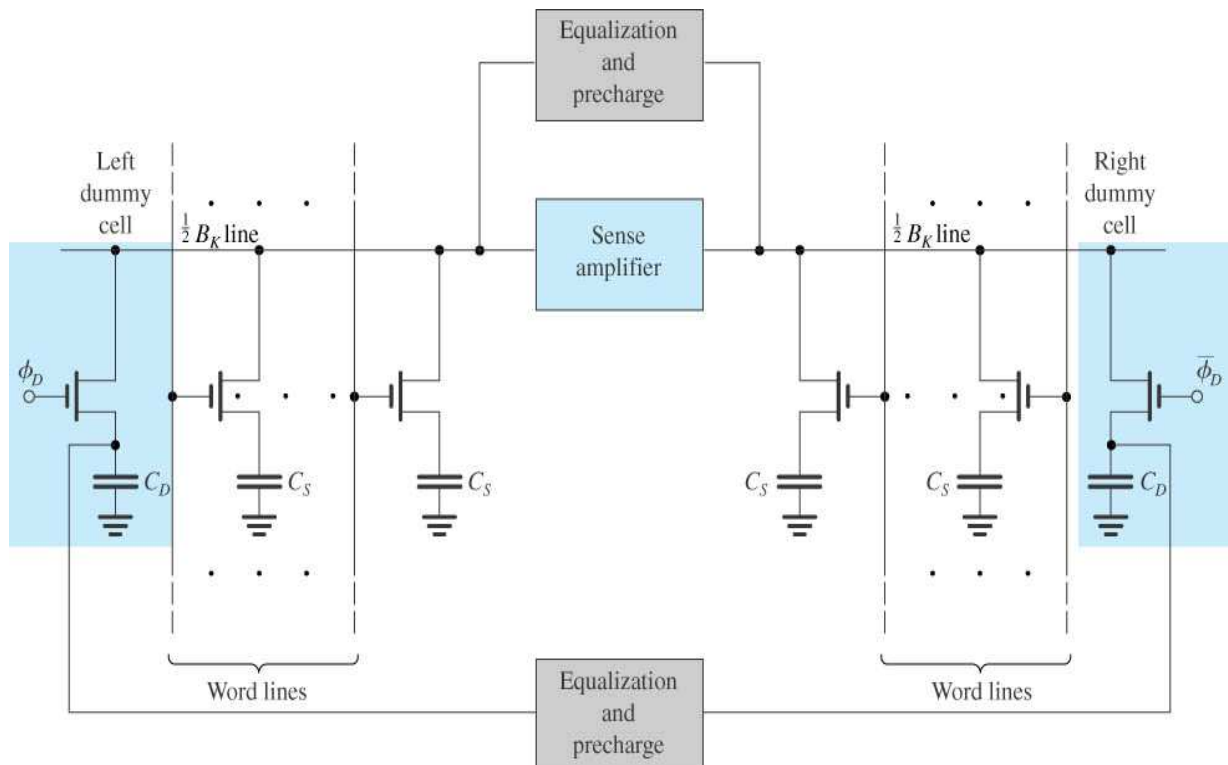 Equalization
and
precharge
Left
dummy
cell
Right
dummy
cell
½ B_K line
Sense
amplifier
½ B_K line
ϕ_D
ϕ̅_D
C_D
C_S
C_S
C_S
C_S
C_D
Word lines
Equalization
and
precharge
Word lines